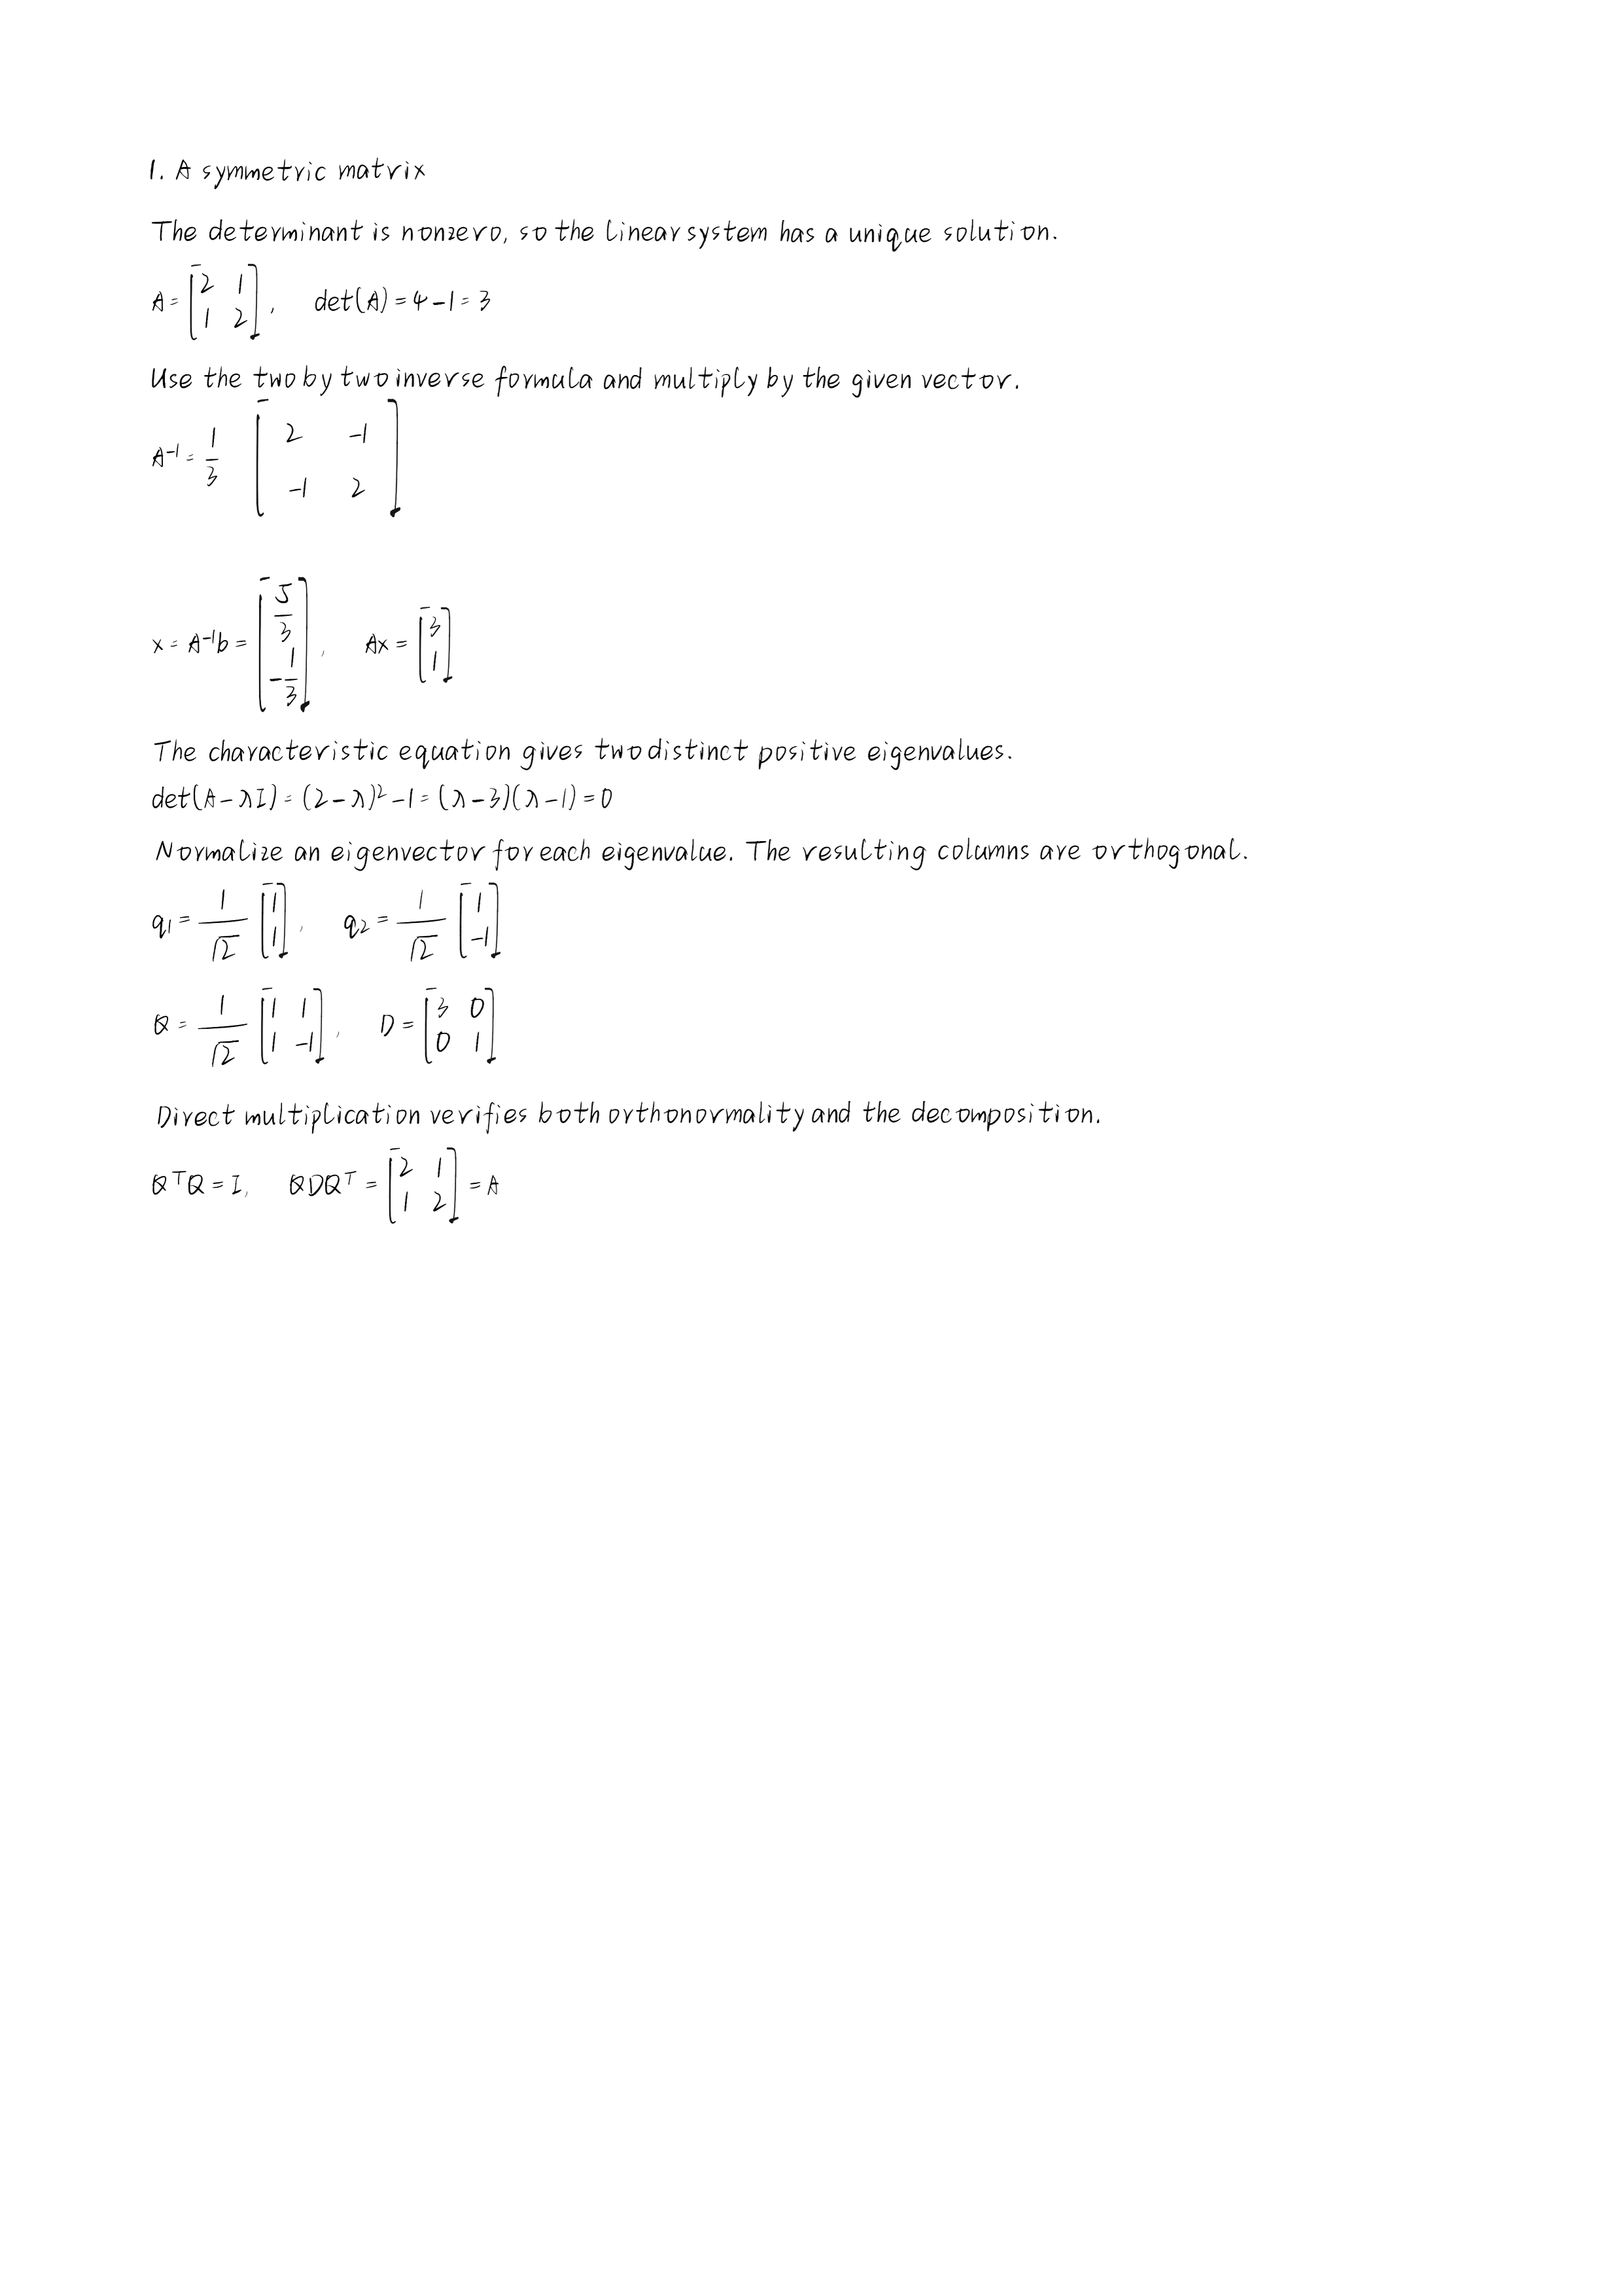 1. A symmetric matrix
The determinant is nonzero, so the linear system has a unique solution.
A = [2 1; 1 2], det(A) = 4 − 1 = 3
Use the two by two inverse formula and multiply by the given vector.
A⁻¹ = 1/3 [2 -1; -1 2]
x = A⁻¹b = [5/3; -1/3], Ax = [3; 1]
The characteristic equation gives two distinct positive eigenvalues.
det(A − λI) = (2 − λ)² − 1 = (λ − 3)(λ − 1) = 0
Normalize an eigenvector for each eigenvalue. The resulting columns are orthogonal.
q₁ = 1/√2 [1; 1], q₂ = 1/√2 [1; -1]
Q = 1/√2 [1 1; 1 -1], D = [3 0; 0 1]
Direct multiplication verifies both orthonormality and the decomposition.
QᵀQ = I, QDQᵀ = [2 1; 1 2] = A